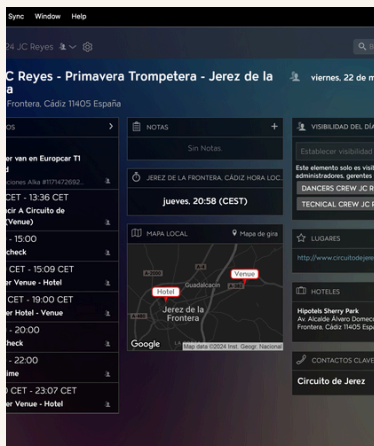 Sync Window Help
24 JC Reyes
C Reyes - Primavera Trompetera - Jerez de la
a
Frontera, Cádiz 11405 España
viernes, 22 de m
OS
er van en Europcar T1
d
ciones Alka #1171472692...
CET - 13:36 CET
cir A Circuito de
(Venue)
- 15:00
check
CET - 15:09 CET
er Venue - Hotel
CET - 19:00 CET
er Hotel - Venue
- 20:00
check
- 22:00
ime
CET - 23:07 CET
er Venue - Hotel
NOTAS
Sin Notas
JEREZ DE LA FRONTERA, CÁDIZ HORA LOC...
jueves, 20:58 (CEST)
MAPA LOCAL
Mapa de gira
Venue
Guadalcacín
Hotel
Jerez de la
Frontera
Google
Map data ©2024 Inst. Geogr. Nacional
VISIBILIDAD DEL DÍA
Establecer visibilidad
Este elemento solo es visib
administradores, gerentes
DANCERS CREW JC R
TECNICAL CREW JC R
LUGARES
http://www.circuitodejere
HOTELES
Hipotels Sherry Park
Av. Alcalde Álvaro Domecq
Frontera, Cádiz 11405 Espa
CONTACTOS CLAVE
Circuito de Jerez